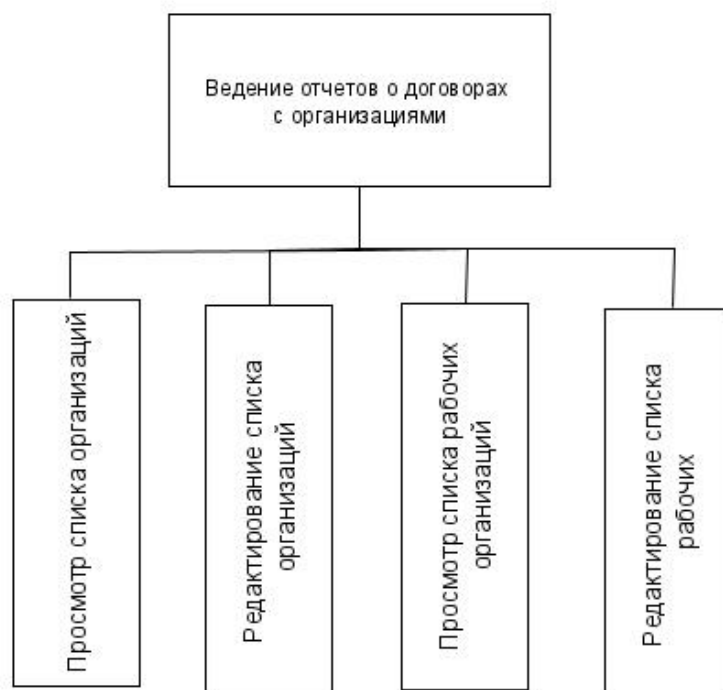 Ведение отчетов о договорах
с организациями
Просмотр списка организаций
Редактирование списка
организаций
Просмотр списка рабочих
организаций
Редактирование списка
рабочих